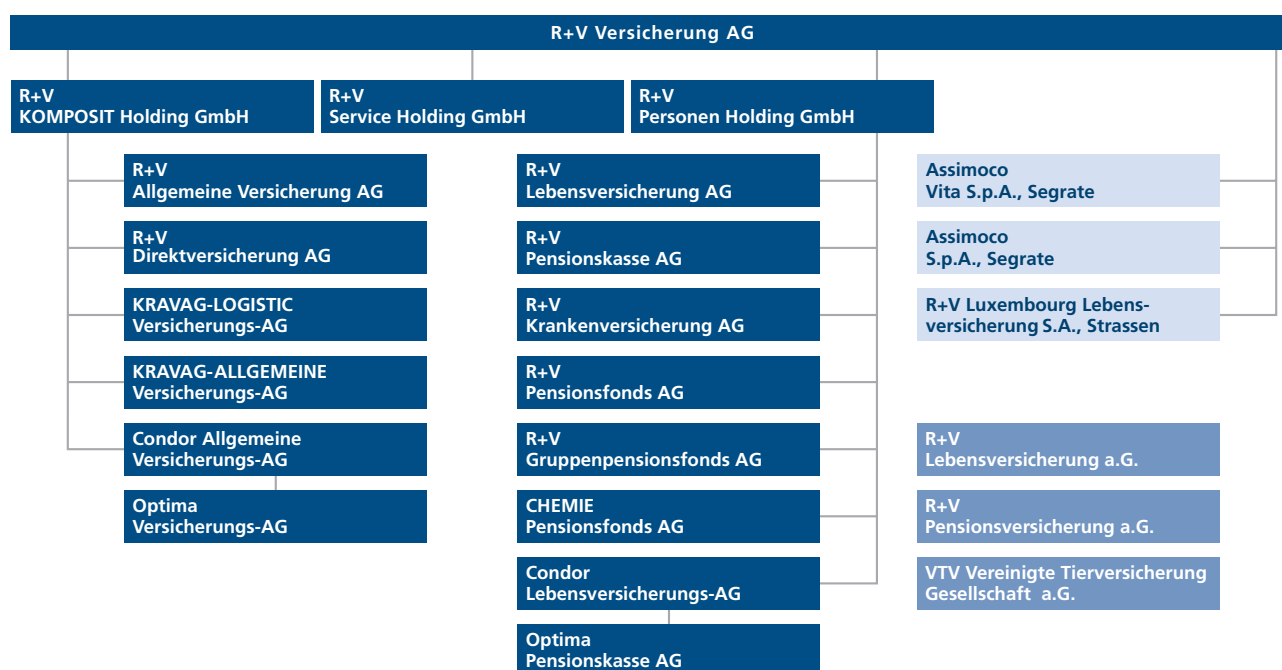 R+V Versicherung AG
R+V
KOMPOSIT Holding GmbH
R+V
Service Holding GmbH
R+V
Personen Holding GmbH
R+V
Allgemeine Versicherung AG
R+V
Direktversicherung AG
KRAVAG-LOGISTIC
Versicherungs-AG
KRAVAG-ALLGEMEINE
Versicherungs-AG
Condor Allgemeine
Versicherungs-AG
Optima
Versicherungs-AG
R+V
Lebensversicherung AG
R+V
Pensionskasse AG
R+V
Krankenversicherung AG
R+V
Pensionsfonds AG
R+V
Gruppenpensionsfonds AG
CHEMIE
Pensionsfonds AG
Condor
Lebensversicherungs-AG
Optima
Pensionskasse AG
Assimoco
Vita S.p.A., Segrate
Assimoco
S.p.A., Segrate
R+V Luxembourg Lebens-
versicherung S.A., Strassen
R+V
Lebensversicherung a.G.
R+V
Pensionsversicherung a.G.
VTV Vereinigte Tierversicherung
Gesellschaft a.G.